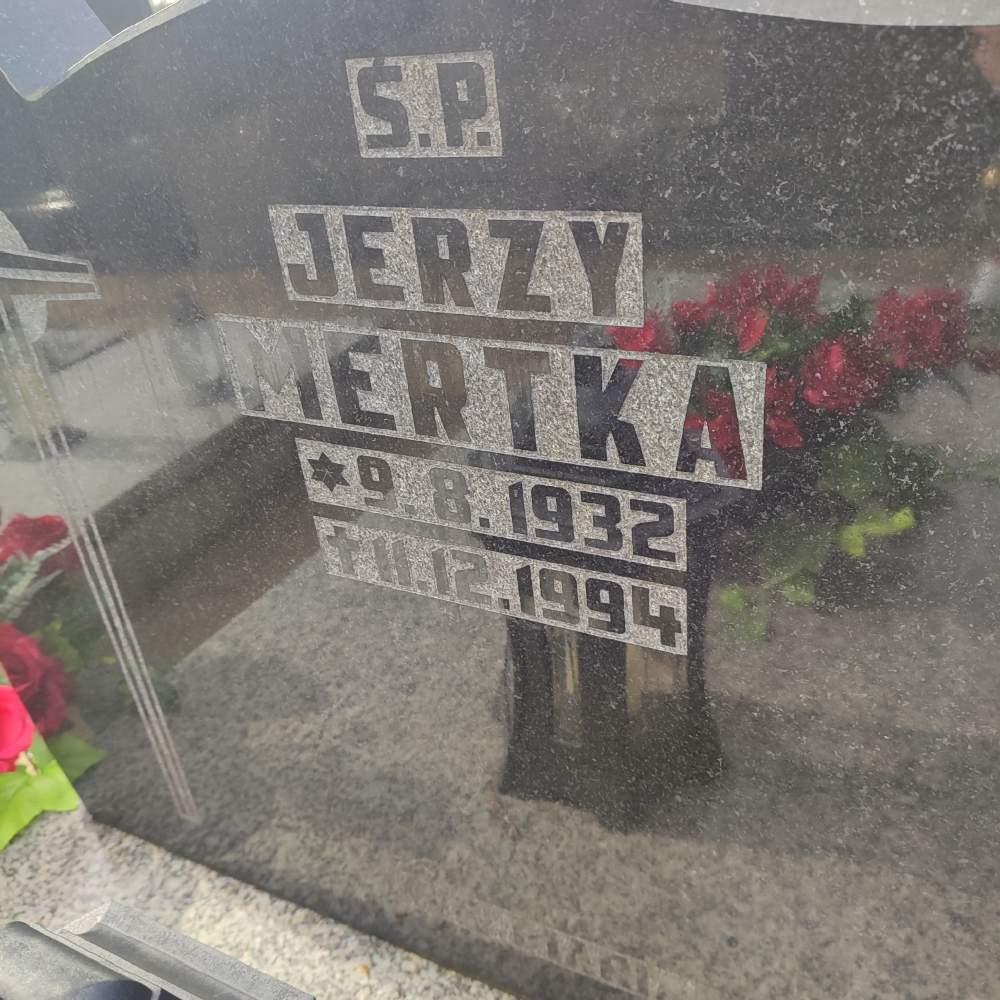 Ś.P.
JERZY
MERTKA
* 9.8.1932
† 11.12.1994